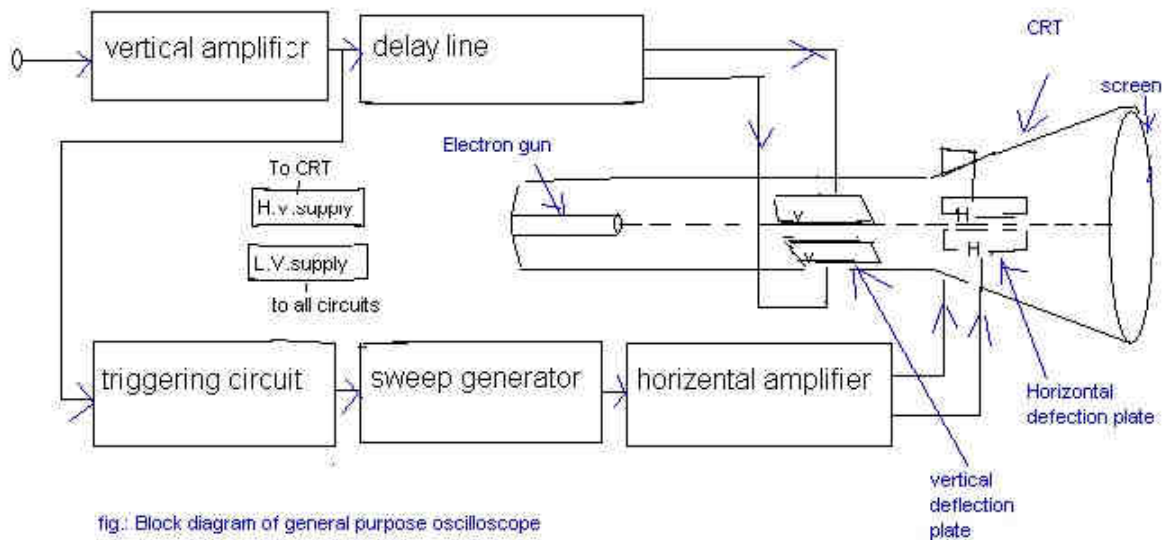 vertical amplifier
delay line
CRT
screen
Electron gun
To CRT
H.V.supply
L.V.supply
to all circuits
V
V
H
H
triggering circuit
sweep generator
horizental amplifier
Horizontal
defection plate
vertical
deflection
plate
fig.: Block diagram of general purpose oscilloscope